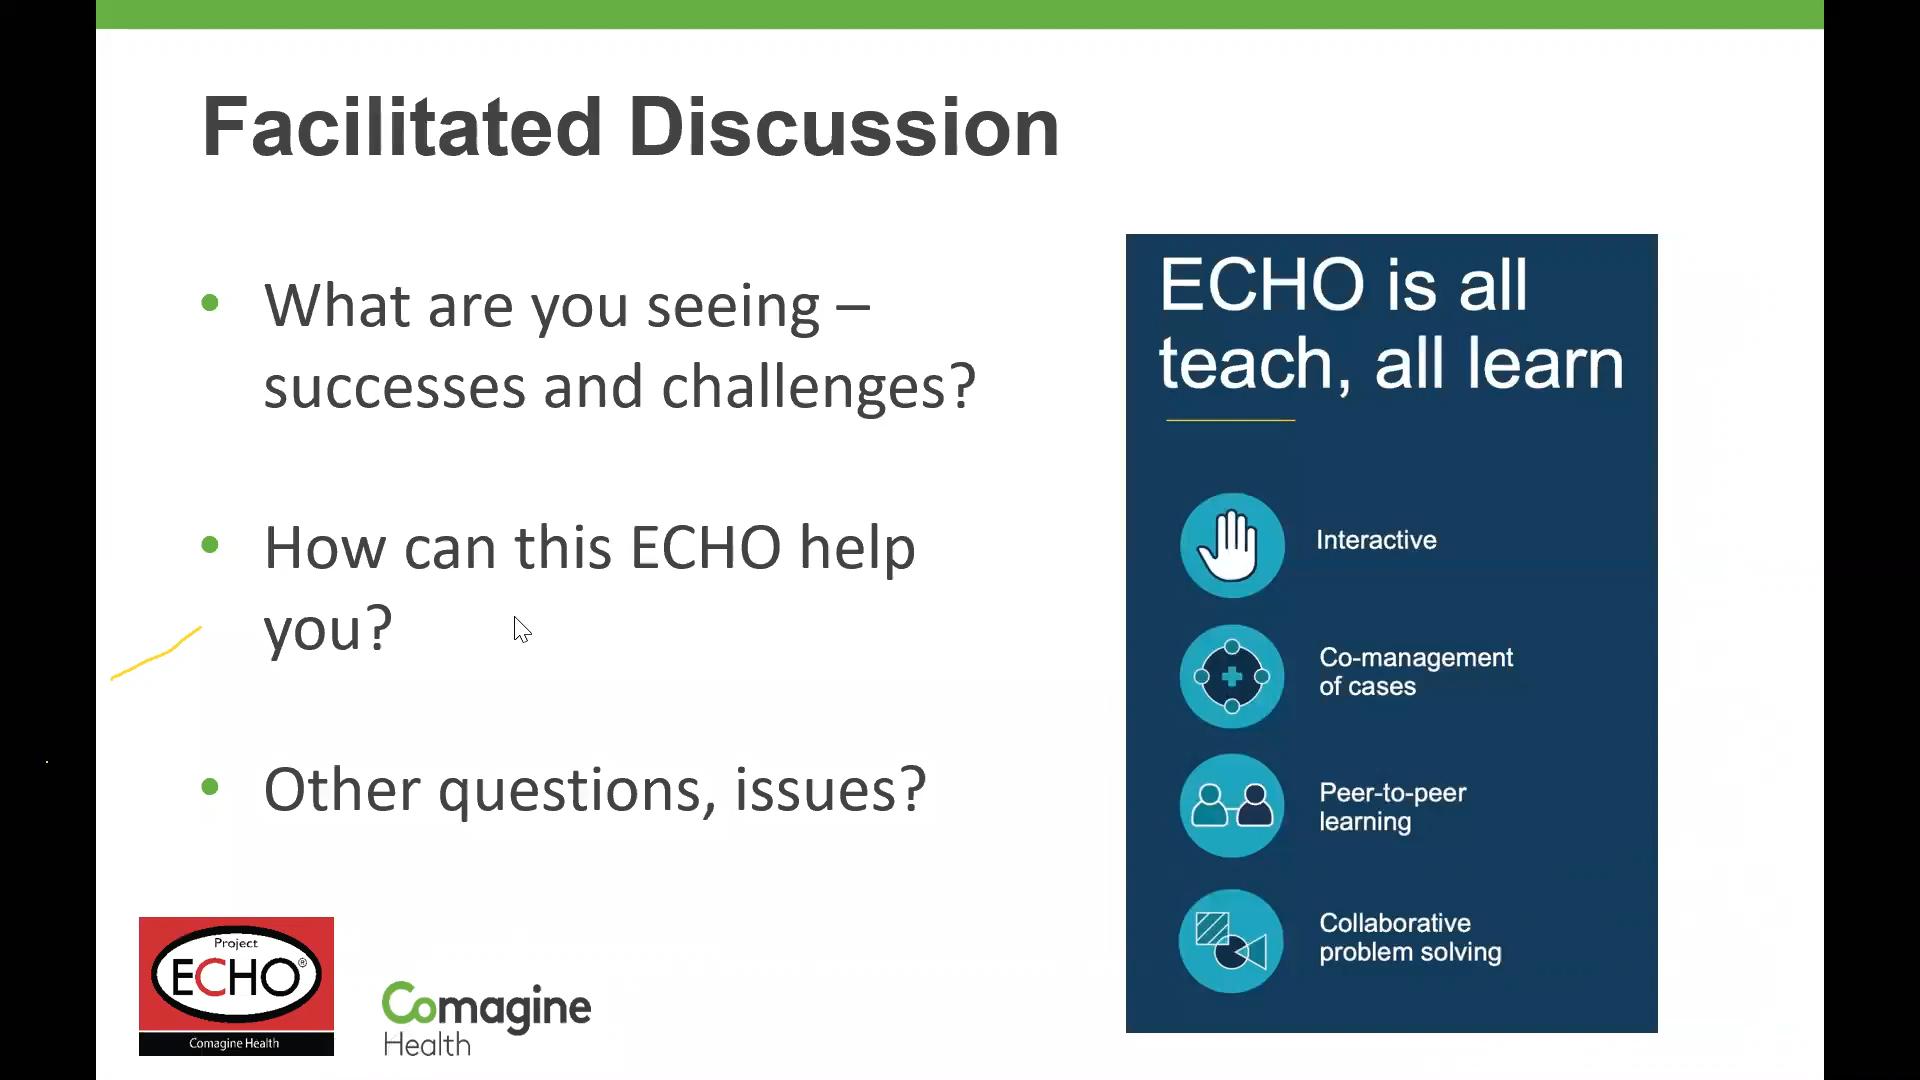 Facilitated Discussion
• What are you seeing –
successes and challenges?
• How can this ECHO help
you?
• Other questions, issues?
ECHO is all
teach, all learn
Interactive
Co-management
of cases
Peer-to-peer
learning
Collaborative
problem solving
Project
ECHO®
Comagine Health
Comagine
Health